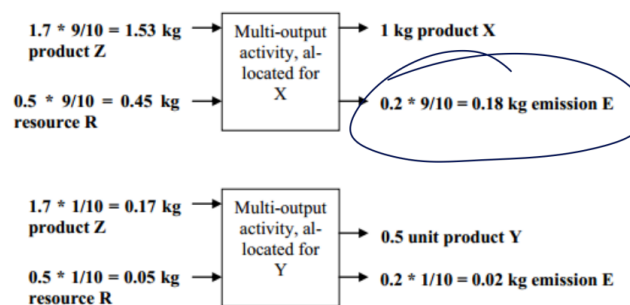 1.7 * 9/10 = 1.53 kg
product Z
0.5 * 9/10 = 0.45 kg
resource R
Multi-output
activity, al-
located for
X
1 kg product X
0.2 * 9/10 = 0.18 kg emission E
1.7 * 1/10 = 0.17 kg
product Z
0.5 * 1/10 = 0.05 kg
resource R
Multi-output
activity, al-
located for
Y
0.5 unit product Y
0.2 * 1/10 = 0.02 kg emission E